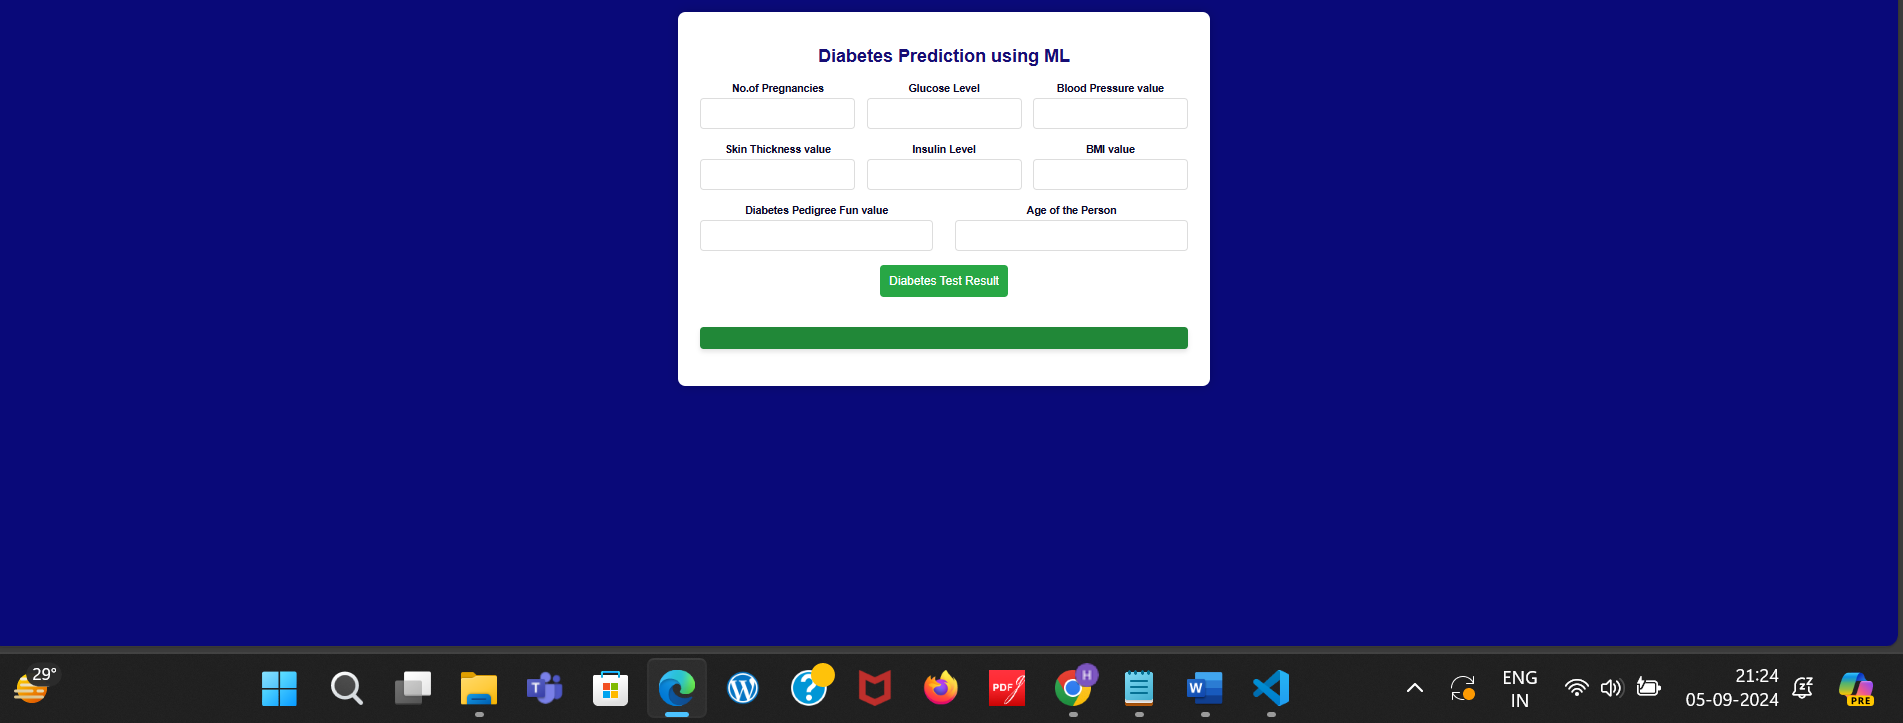 Diabetes Prediction using ML
No.of Pregnancies Glucose Level Blood Pressure value
Skin Thickness value Insulin Level BMI value
Diabetes Pedigree Fun value Age of the Person
Diabetes Test Result
29°
T
W
?
PDF
H
W
ENG
IN
21:24
05-09-2024
PRE